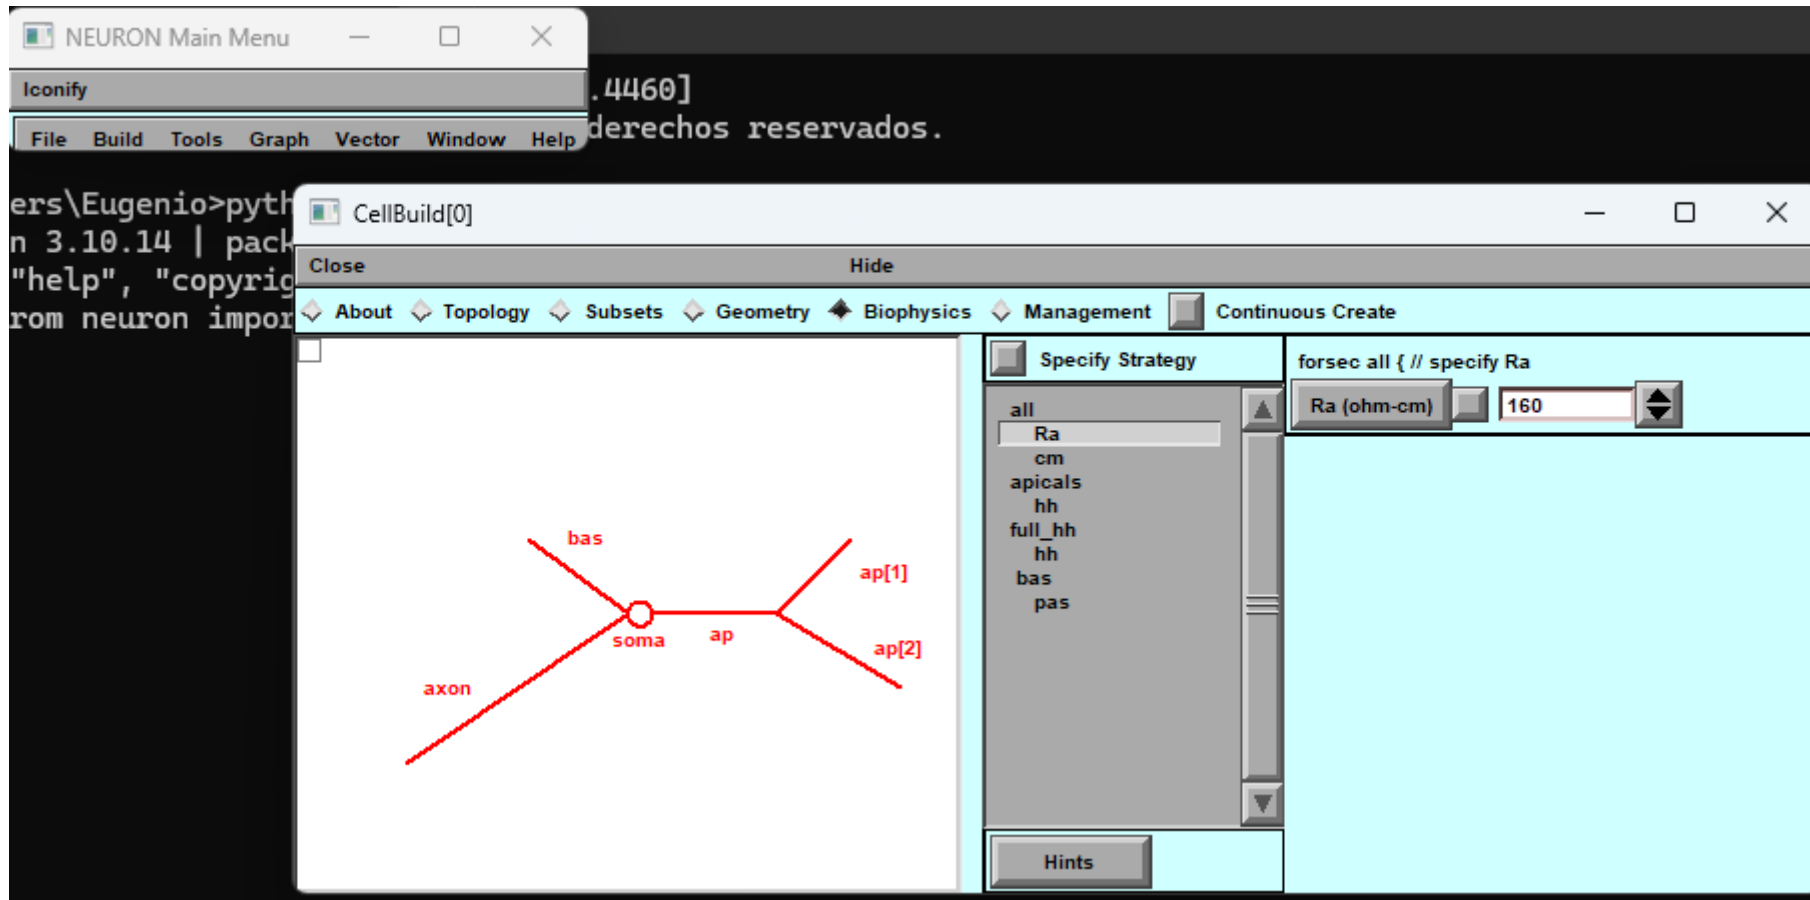 NEURON Main Menu
Iconify
.4460]
File Build Tools Graph Vector Window Help
derechos reservados.
ers\Eugenio>pyth
n 3.10.14 | pack
"help", "copyrig
rom neuron impor
CellBuild[0]
Close Hide
About Topology Subsets Geometry Biophysics Management Continuous Create
Specify Strategy
forsec all { // specify Ra
Ra (ohm-cm) 160
all
Ra
cm
apicals
hh
full_hh
hh
bas
pas
bas
ap[1]
soma
ap
ap[2]
axon
Hints